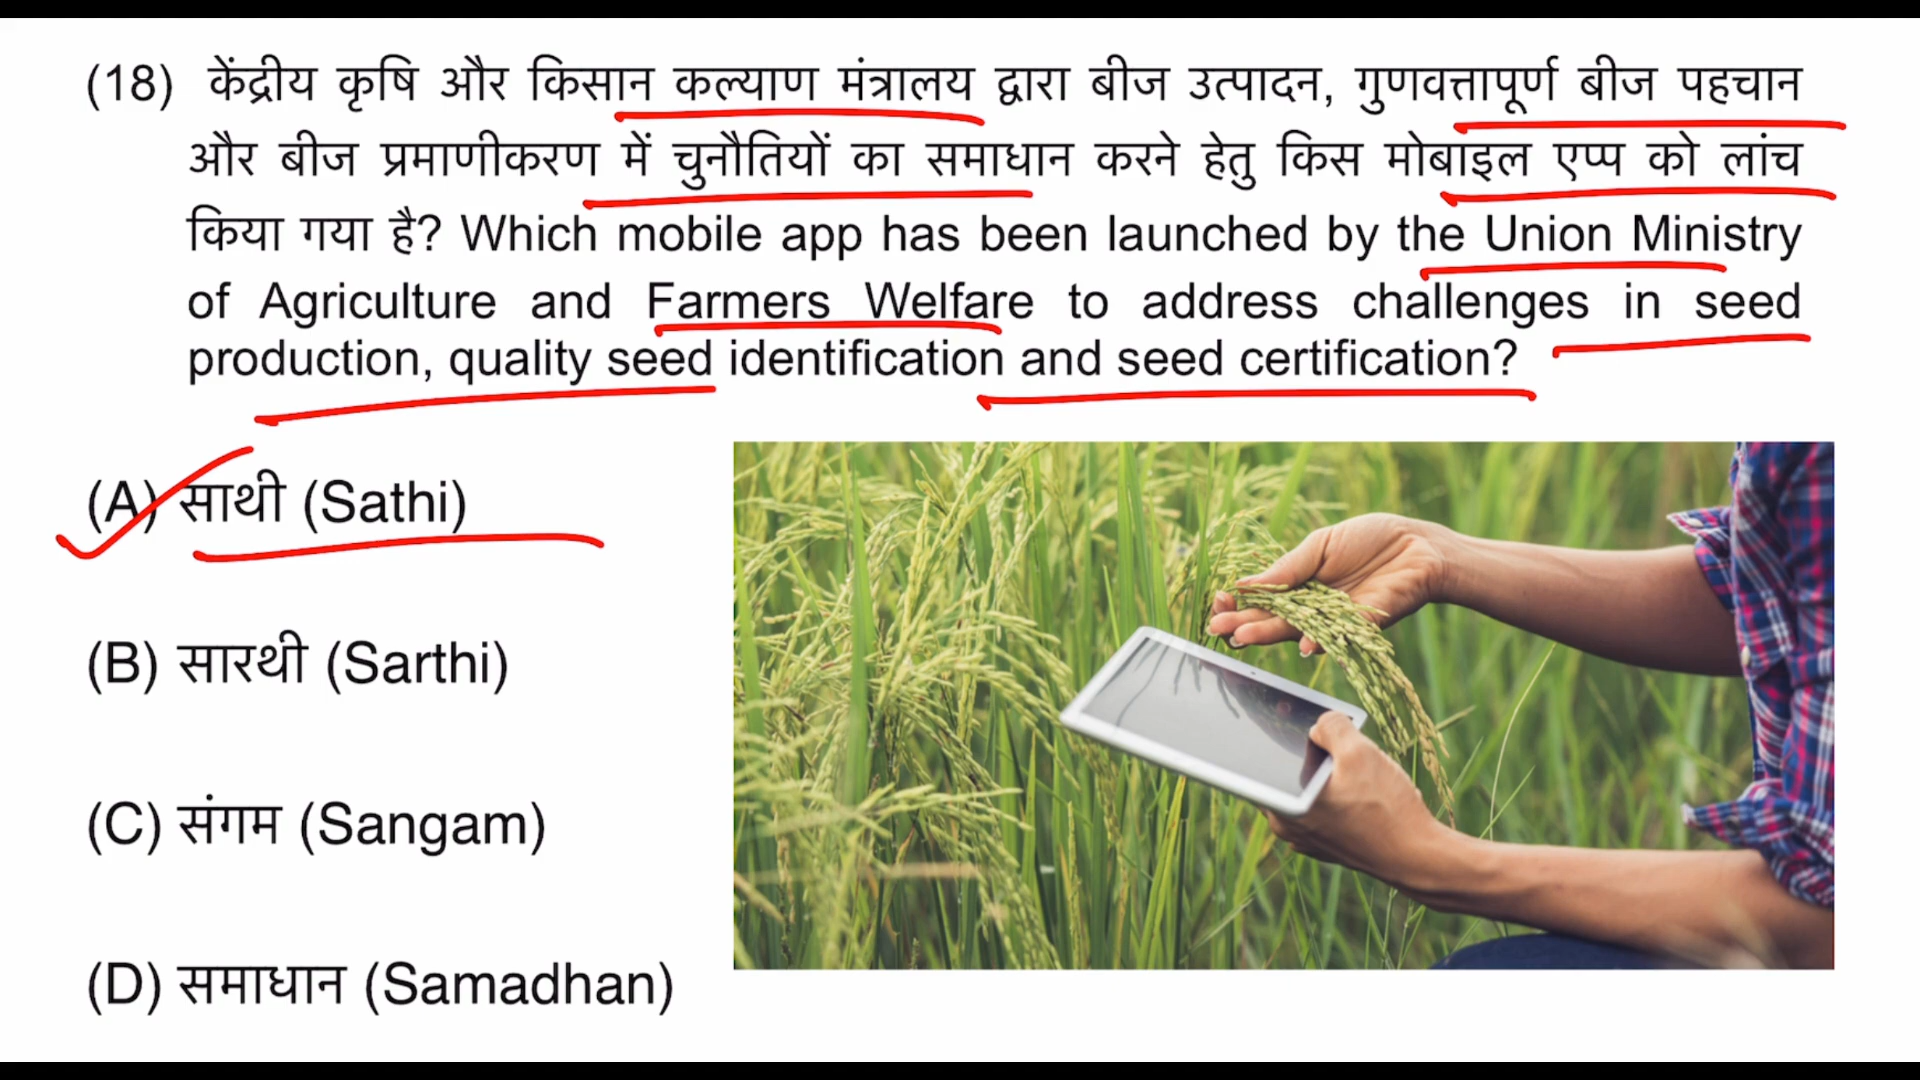 (18) केंद्रीय कृषि और किसान कल्याण मंत्रालय द्वारा बीज उत्पादन, गुणवत्तापूर्ण बीज पहचान
और बीज प्रमाणीकरण में चुनौतियों का समाधान करने हेतु किस मोबाइल एप्प को लांच
किया गया है? Which mobile app has been launched by the Union Ministry
of Agriculture and Farmers Welfare to address challenges in seed
production, quality seed identification and seed certification?
(A) साथी (Sathi)
(B) सारथी (Sarthi)
(C) संगम (Sangam)
(D) समाधान (Samadhan)